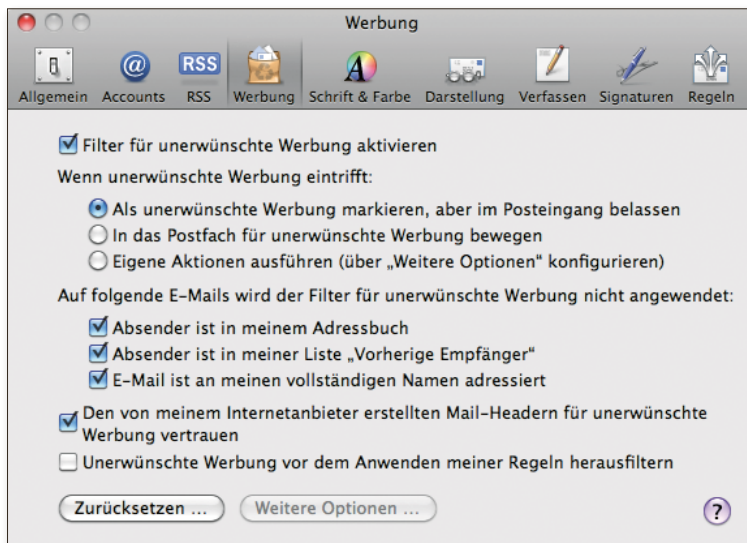 Werbung
@
RSS
A
Allgemein Accounts RSS Werbung Schrift & Farbe Darstellung Verfassen Signaturen Regeln
Filter für unerwünschte Werbung aktivieren
Wenn unerwünschte Werbung eintrifft:
Als unerwünschte Werbung markieren, aber im Posteingang belassen
In das Postfach für unerwünschte Werbung bewegen
Eigene Aktionen ausführen (über „Weitere Optionen“ konfigurieren)
Auf folgende E-Mails wird der Filter für unerwünschte Werbung nicht angewendet:
Absender ist in meinem Adressbuch
Absender ist in meiner Liste „Vorherige Empfänger“
E-Mail ist an meinen vollständigen Namen adressiert
Den von meinem Internetanbieter erstellten Mail-Headern für unerwünschte
Werbung vertrauen
Unerwünschte Werbung vor dem Anwenden meiner Regeln herausfiltern
Zurücksetzen ... Weitere Optionen ... ?